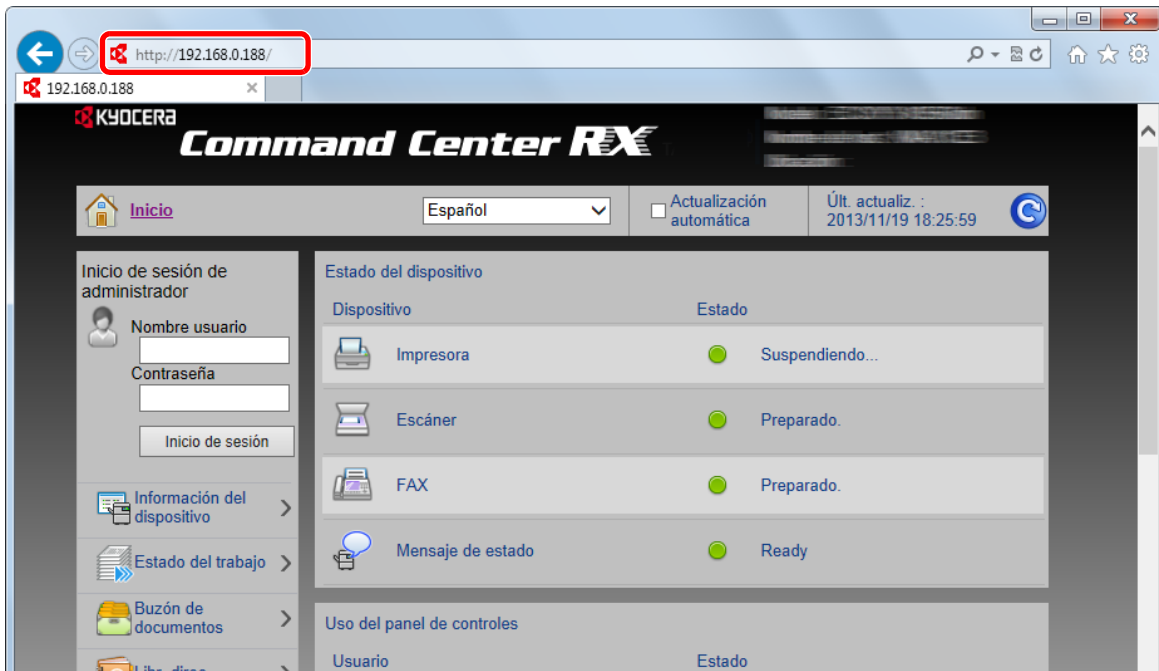 http://192.168.0.188/
192.168.0.188
KYOCERA
Command Center RX
Inicio
Español
Actualización
automática
Últ. actualiz. :
2013/11/19 18:25:59
Inicio de sesión de
administrador
Nombre usuario
Contraseña
Inicio de sesión
Información del
dispositivo
Estado del trabajo
Buzón de
documentos
Estado del dispositivo
Dispositivo Estado
Impresora Suspendiendo...
Escáner Preparado.
FAX Preparado.
Mensaje de estado Ready
Uso del panel de controles
Usuario Estado